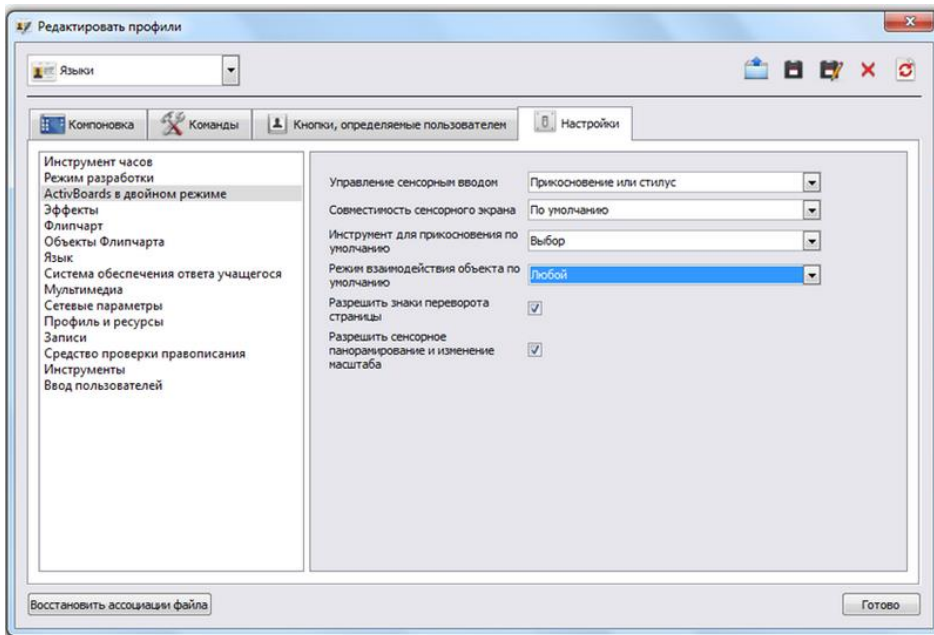 Редактировать профили
Языки
Компоновка
Команды
Кнопки, определяемые пользователем
Настройки
Инструмент часов
Режим разработки
ActivBoards в двойном режиме
Эффекты
Флипчарт
Объекты Флипчарта
Язык
Система обеспечения ответа учащегося
Мультимедиа
Сетевые параметры
Профиль и ресурсы
Записи
Средство проверки правописания
Инструменты
Ввод пользователей
Управление сенсорным вводом
Прикосновение или стилус
Совместимость сенсорного экрана
По умолчанию
Инструмент для прикосновения по
умолчанию
Выбор
Режим взаимодействия объекта по
умолчанию
Любой
Разрешить знаки переворота
страницы
Разрешить сенсорное
панорамирование и изменение
масштаба
Восстановить ассоциации файла
Готово